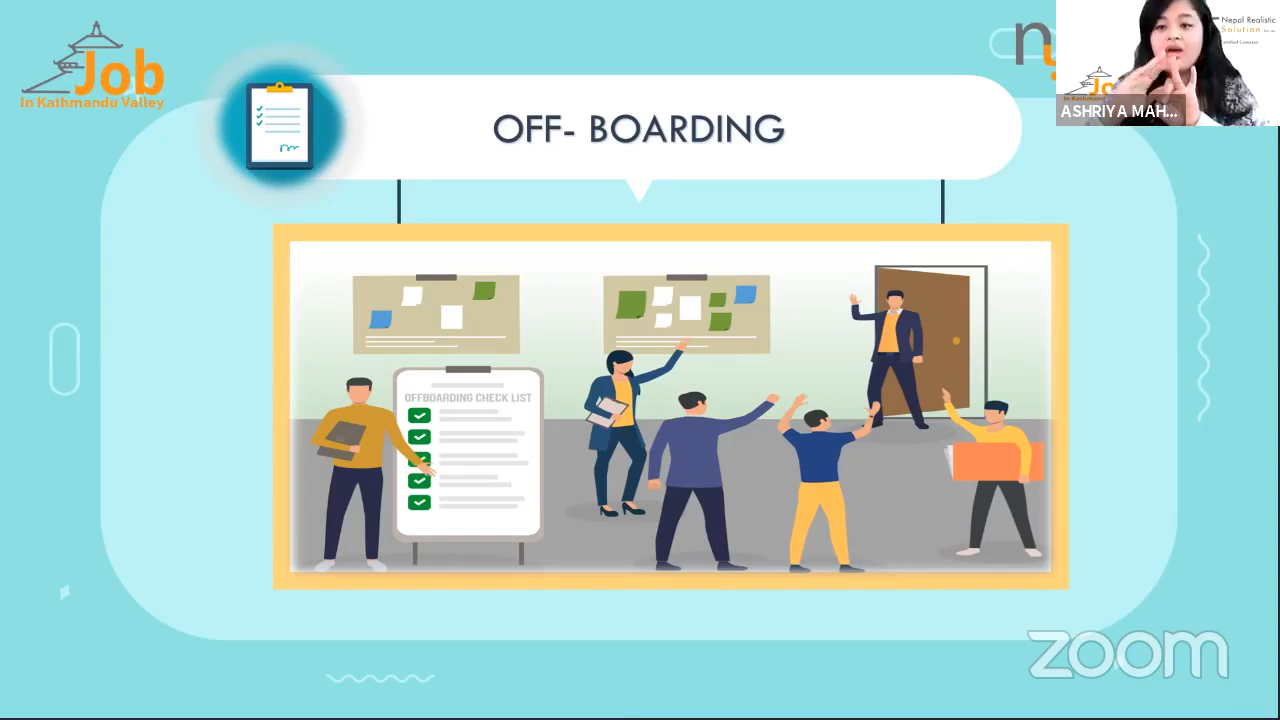 Job
In Kathmandu Valley
OFF- BOARDING
Nepal Realistic
Solution
ASHRIYA MAH...
OFFBOARDING CHECK LIST
zoom